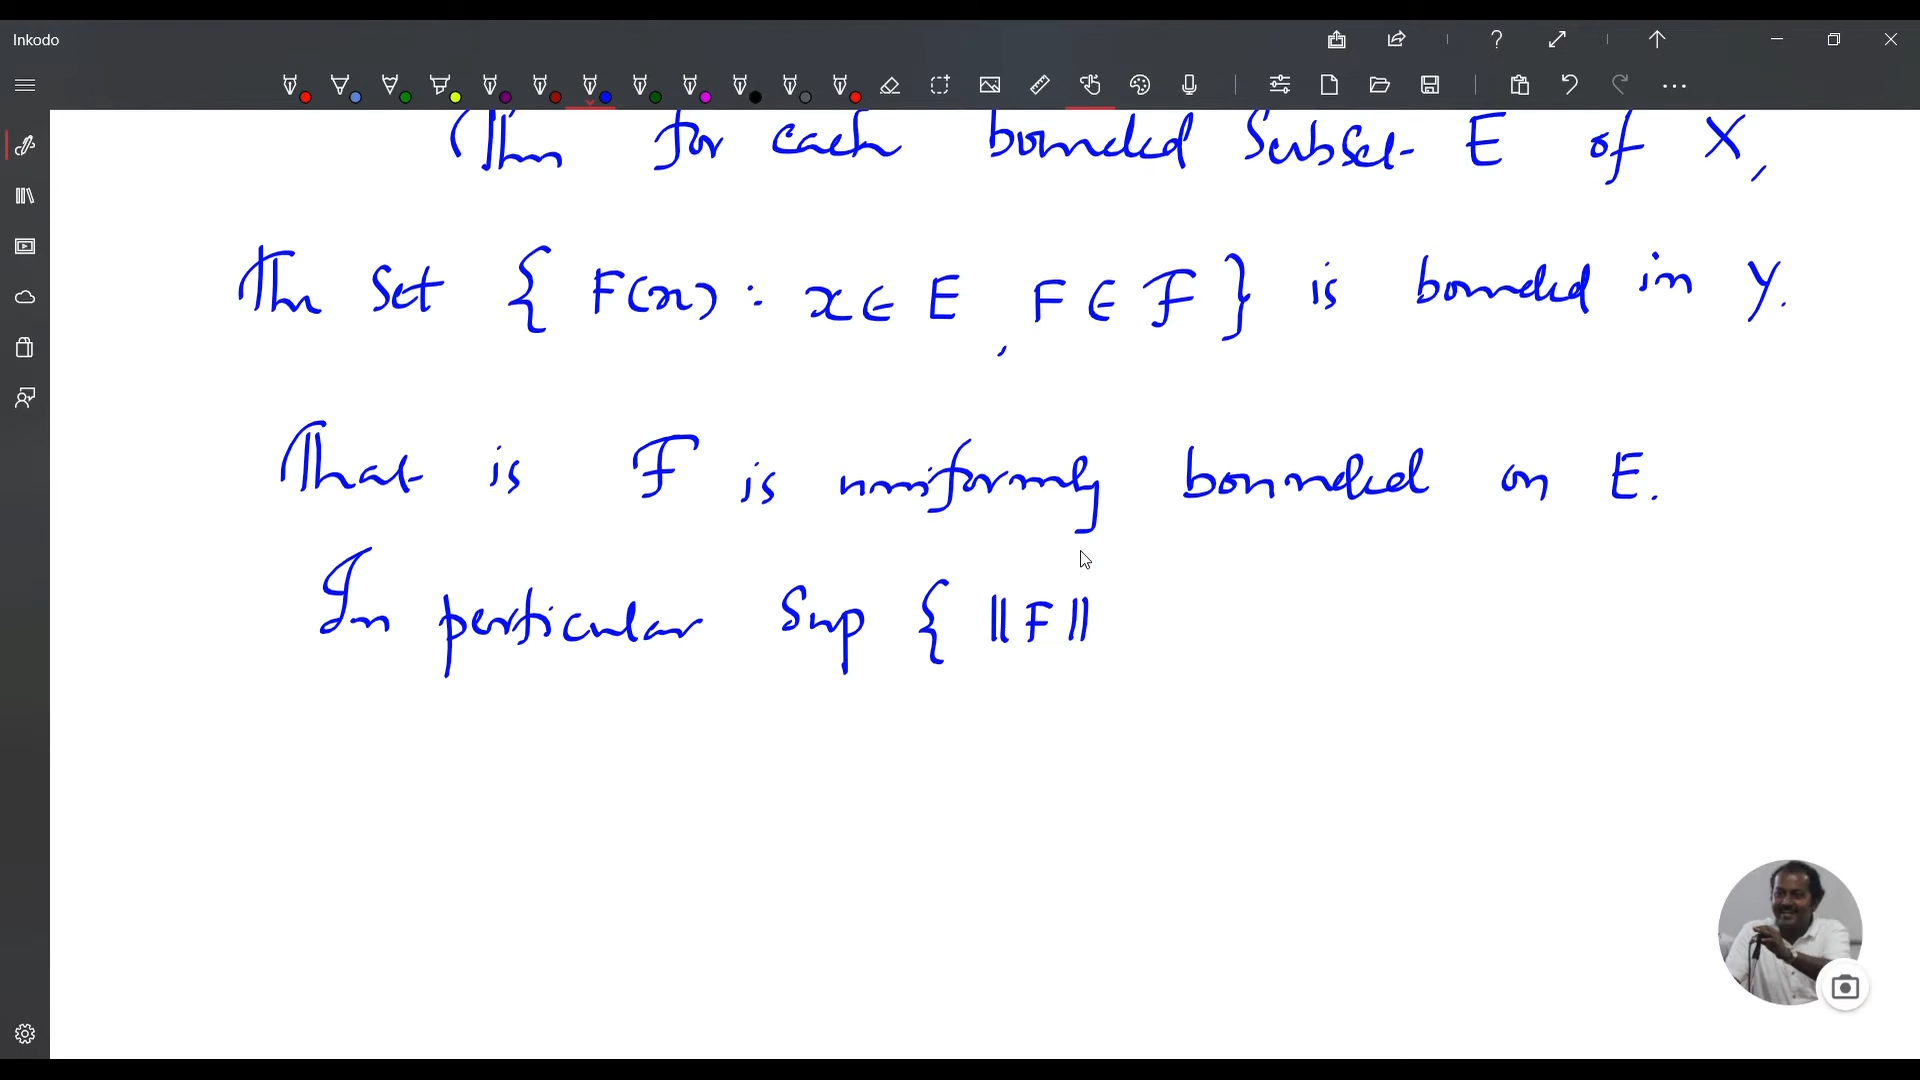 Inkodo
Then for each bounded Subset E of X,
The Set { F(x) : x ∈ E, F ∈ ℱ } is bounded in Y.
That is ℱ is uniformly bounded on E.
In perticular Sup { ||F||